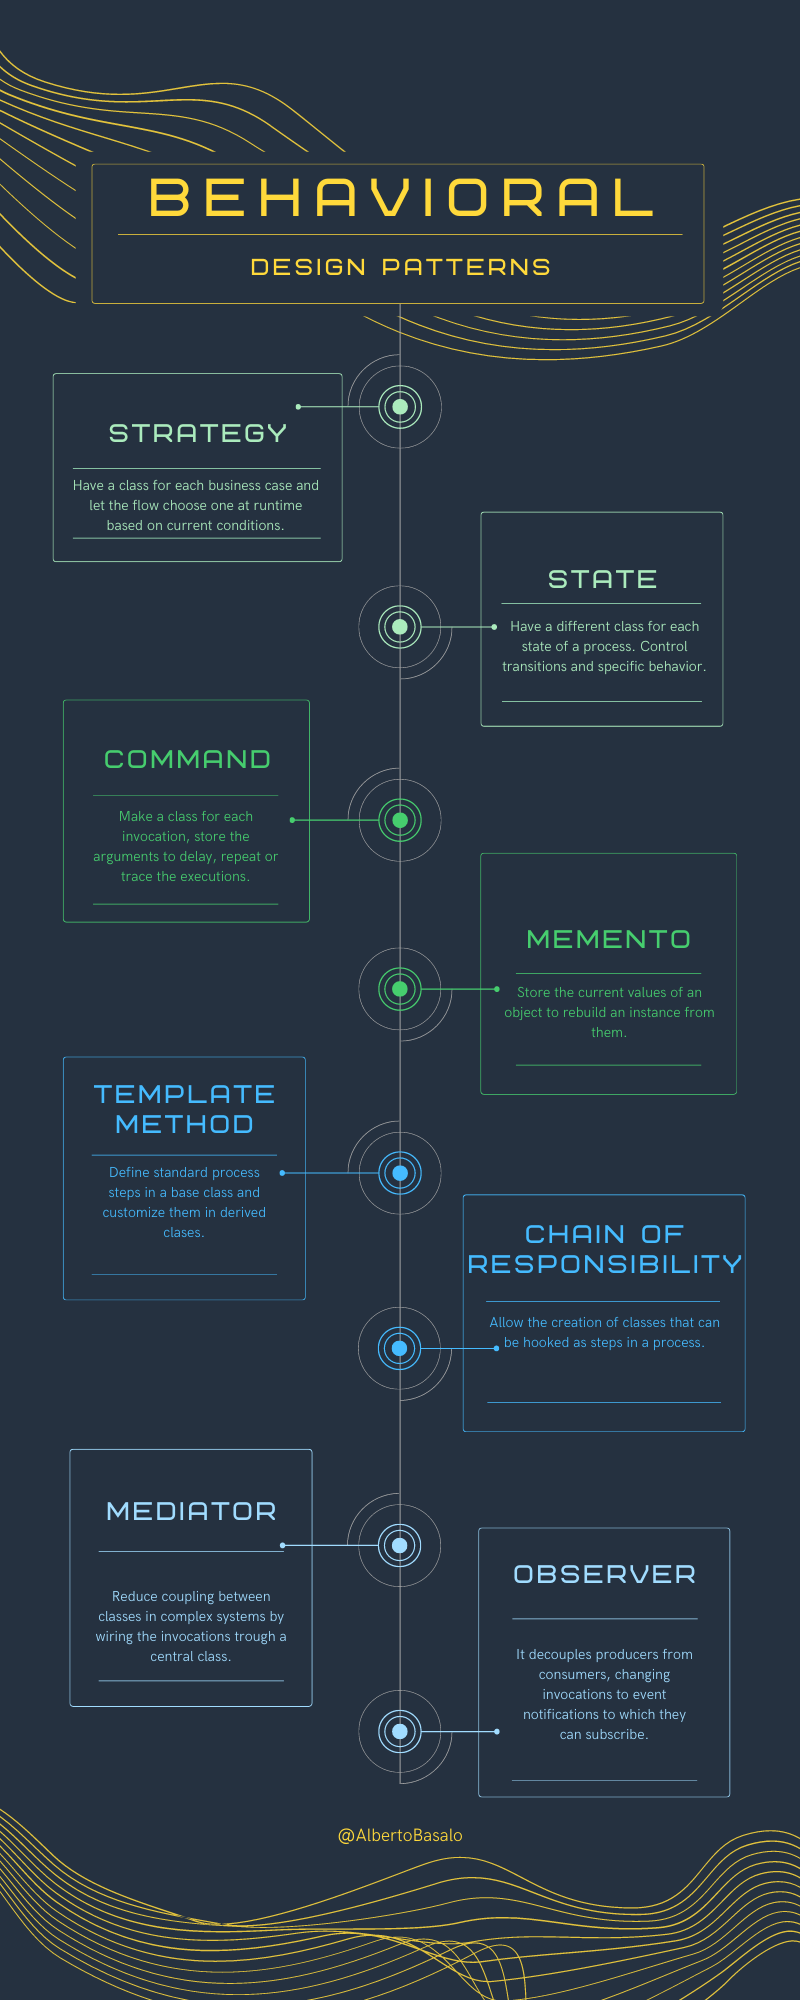 BEHAVIORAL
DESIGN PATTERNS
STRATEGY
Have a class for each business case and
let the flow choose one at runtime
based on current conditions.
STATE
Have a different class for each
state of a process. Control
transitions and specific behavior.
COMMAND
Make a class for each
invocation, store the
arguments to delay, repeat or
trace the executions.
MEMENTO
Store the current values of an
object to rebuild an instance from
them.
TEMPLATE
METHOD
Define standard process
steps in a base class and
customize them in derived
clases.
CHAIN OF
RESPONSIBILITY
Allow the creation of classes that can
be hooked as steps in a process.
MEDIATOR
Reduce coupling between
classes in complex systems by
wiring the invocations trough a
central class.
OBSERVER
It decouples producers from
consumers, changing
invocations to event
notifications to which they
can subscribe.
@AlbertoBasalo